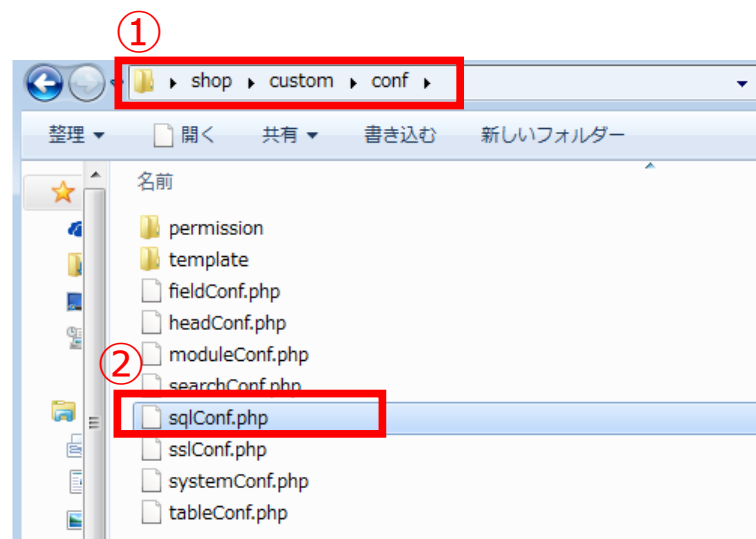 ①
shop ▸ custom ▸ conf ▸
整理 ▼ 開く 共有 ▼ 書き込む 新しいフォルダー
名前
permission
template
fieldConf.php
headConf.php
moduleConf.php
②
searchConf.php
sqlConf.php
sslConf.php
systemConf.php
tableConf.php